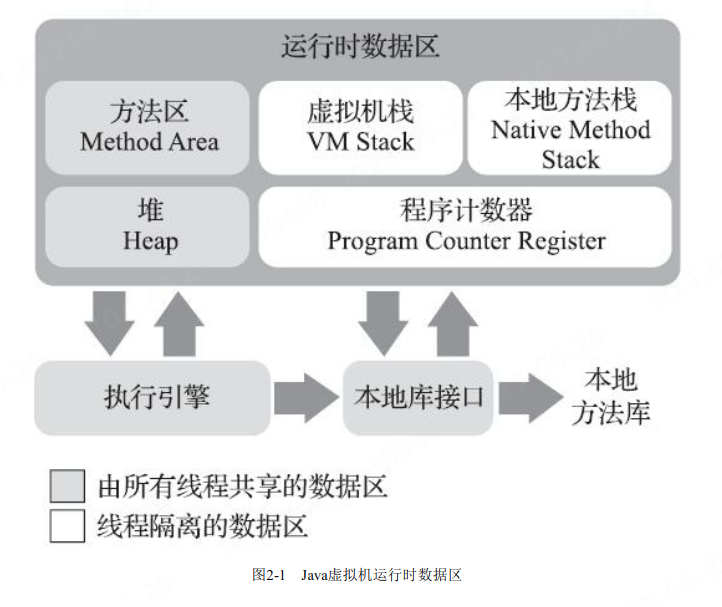 运行时数据区
方法区
Method Area
虚拟机栈
VM Stack
本地方法栈
Native Method
Stack
堆
Heap
程序计数器
Program Counter Register
执行引擎
本地库接口
本地
方法库
由所有线程共享的数据区
线程隔离的数据区
图2-1 Java虚拟机运行时数据区